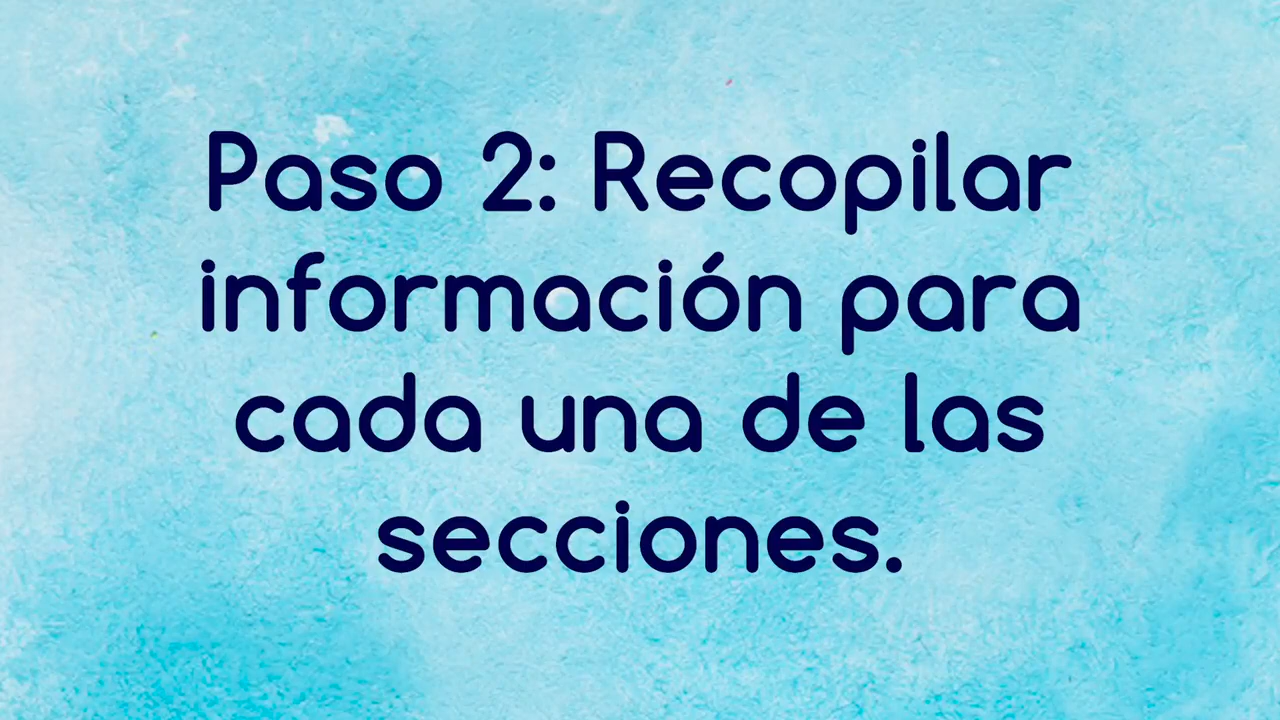 Paso 2: Recopilar
información para
cada una de las
secciones.